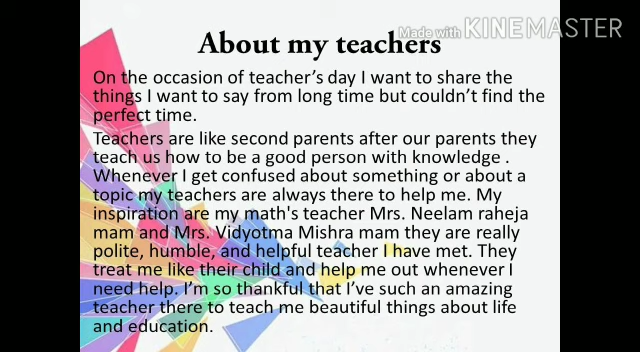 Made with KINEMASTER
About my teachers
On the occasion of teacher's day I want to share the
things I want to say from long time but couldn't find the
perfect time.
Teachers are like second parents after our parents they
teach us how to be a good person with knowledge .
Whenever I get confused about something or about a
topic my teachers are always there to help me. My
inspiration are my math's teacher Mrs. Neelam raheja
mam and Mrs. Vidyotma Mishra mam they are really
polite, humble, and helpful teacher I have met. They
treat me like their child and help me out whenever I
need help. I'm so thankful that I've such an amazing
teacher there to teach me beautiful things about life
and education.